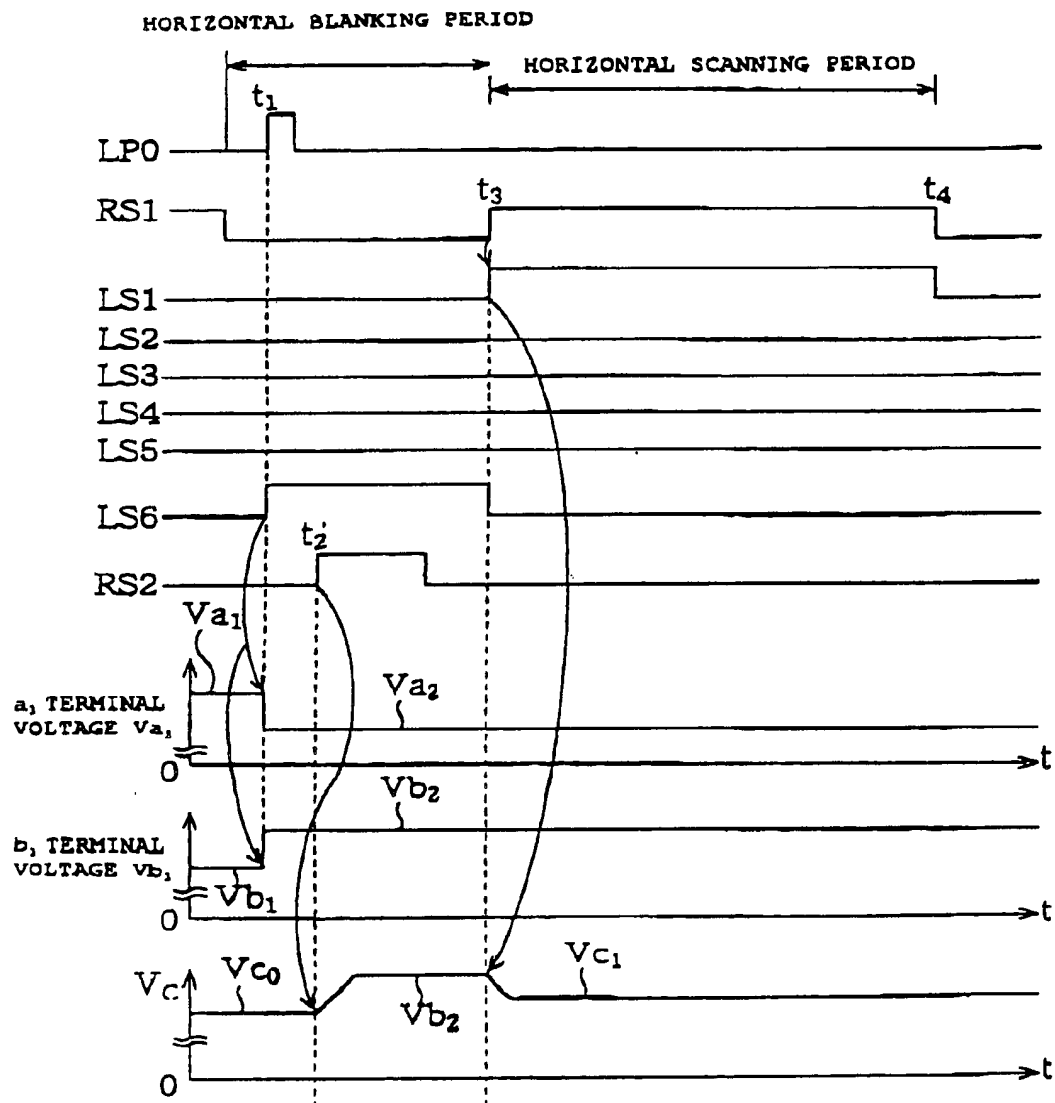 HORIZONTAL BLANKING PERIOD
HORIZONTAL SCANNING PERIOD
t₁
LP0
RS1
t₃
t₄
LS1
LS2
LS3
LS4
LS5
LS6
t₂
RS2
Va₁
a₁ TERMINAL
VOLTAGE Va₁
Va₂
0
t
Vb₂
b₁ TERMINAL
VOLTAGE Vb₁
Vb₁
0
t
Vc
Vc₀
Vb₂
Vc₁
0
t